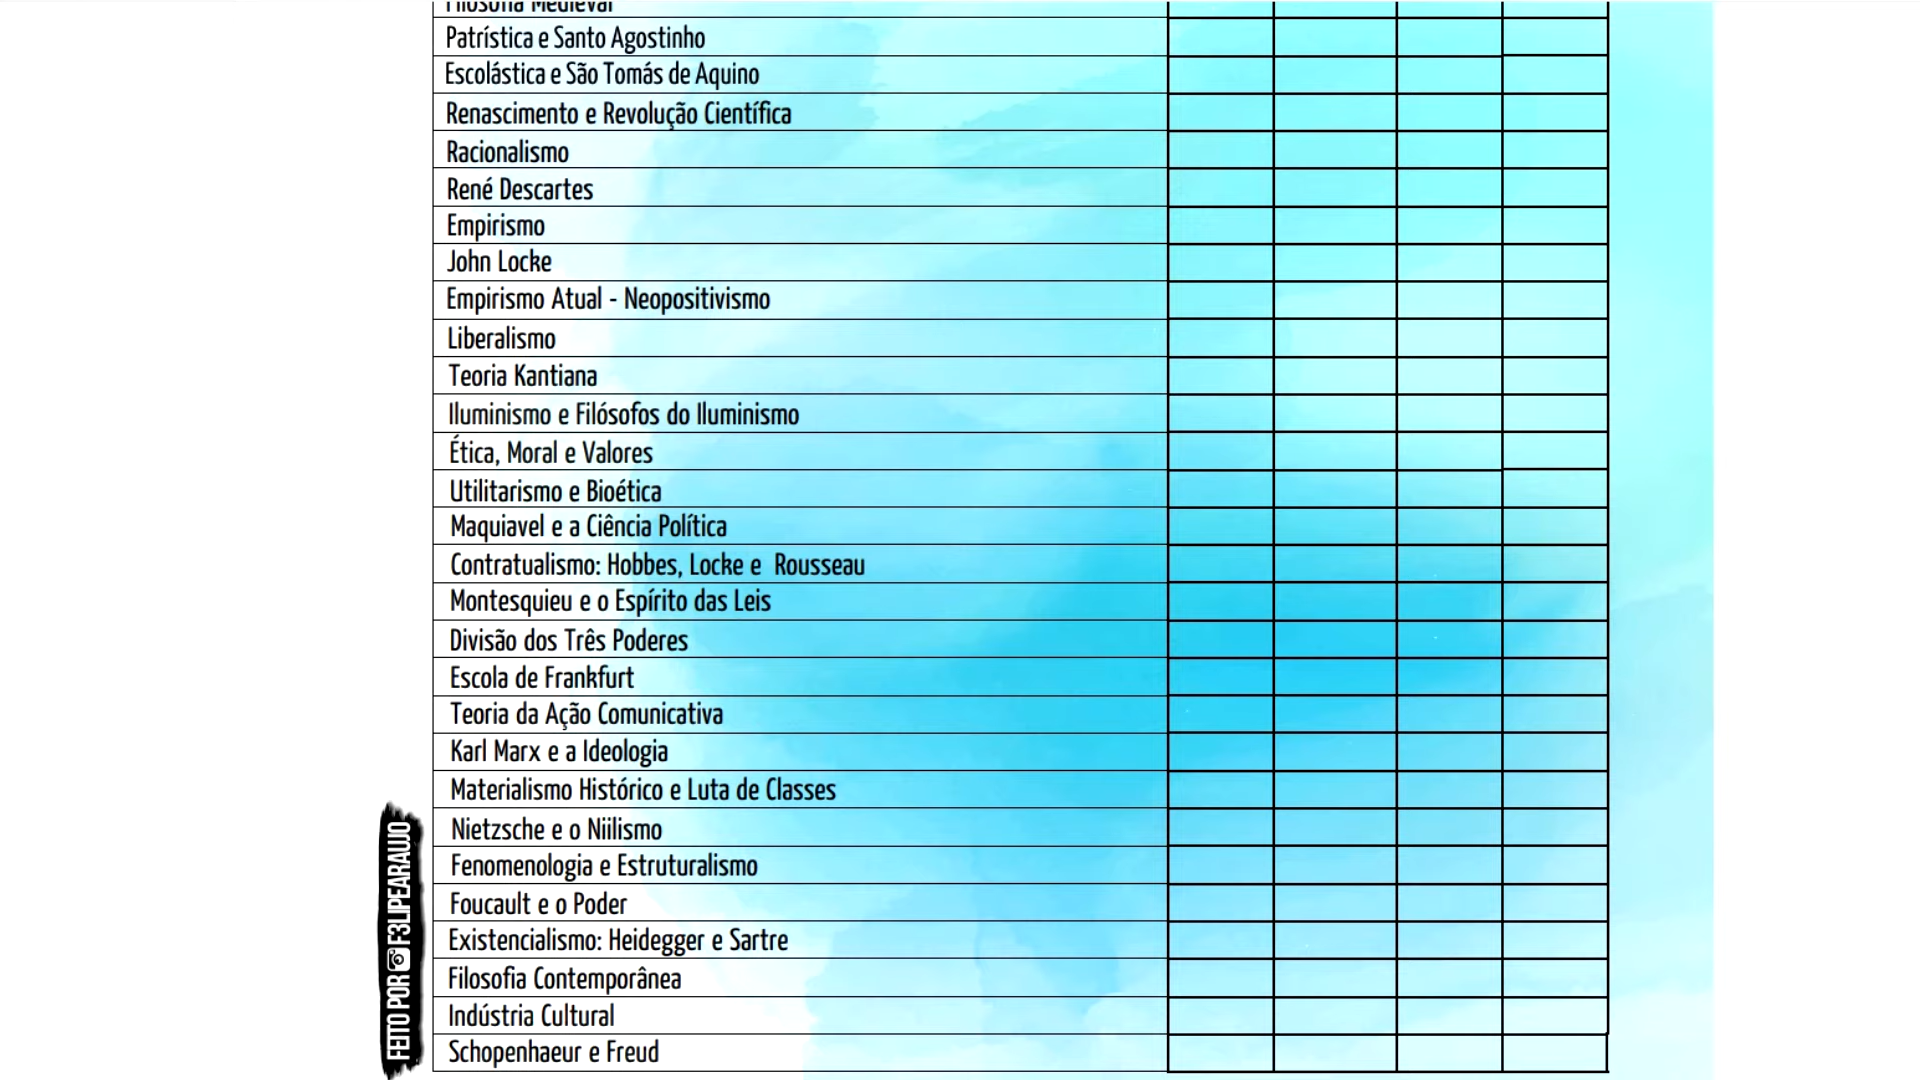 Filosofia Medieval
Patrística e Santo Agostinho
Escolástica e São Tomás de Aquino
Renascimento e Revolução Científica
Racionalismo
René Descartes
Empirismo
John Locke
Empirismo Atual - Neopositivismo
Liberalismo
Teoria Kantiana
Iluminismo e Filósofos do Iluminismo
Ética, Moral e Valores
Utilitarismo e Bioética
Maquiavel e a Ciência Política
Contratualismo: Hobbes, Locke e Rousseau
Montesquieu e o Espírito das Leis
Divisão dos Três Poderes
Escola de Frankfurt
Teoria da Ação Comunicativa
Karl Marx e a Ideologia
Materialismo Histórico e Luta de Classes
Nietzsche e o Niilismo
Fenomenologia e Estruturalismo
Foucault e o Poder
Existencialismo: Heidegger e Sartre
Filosofia Contemporânea
Indústria Cultural
Schopenhaeur e Freud
FEITO POR F3LIPEARAUJO